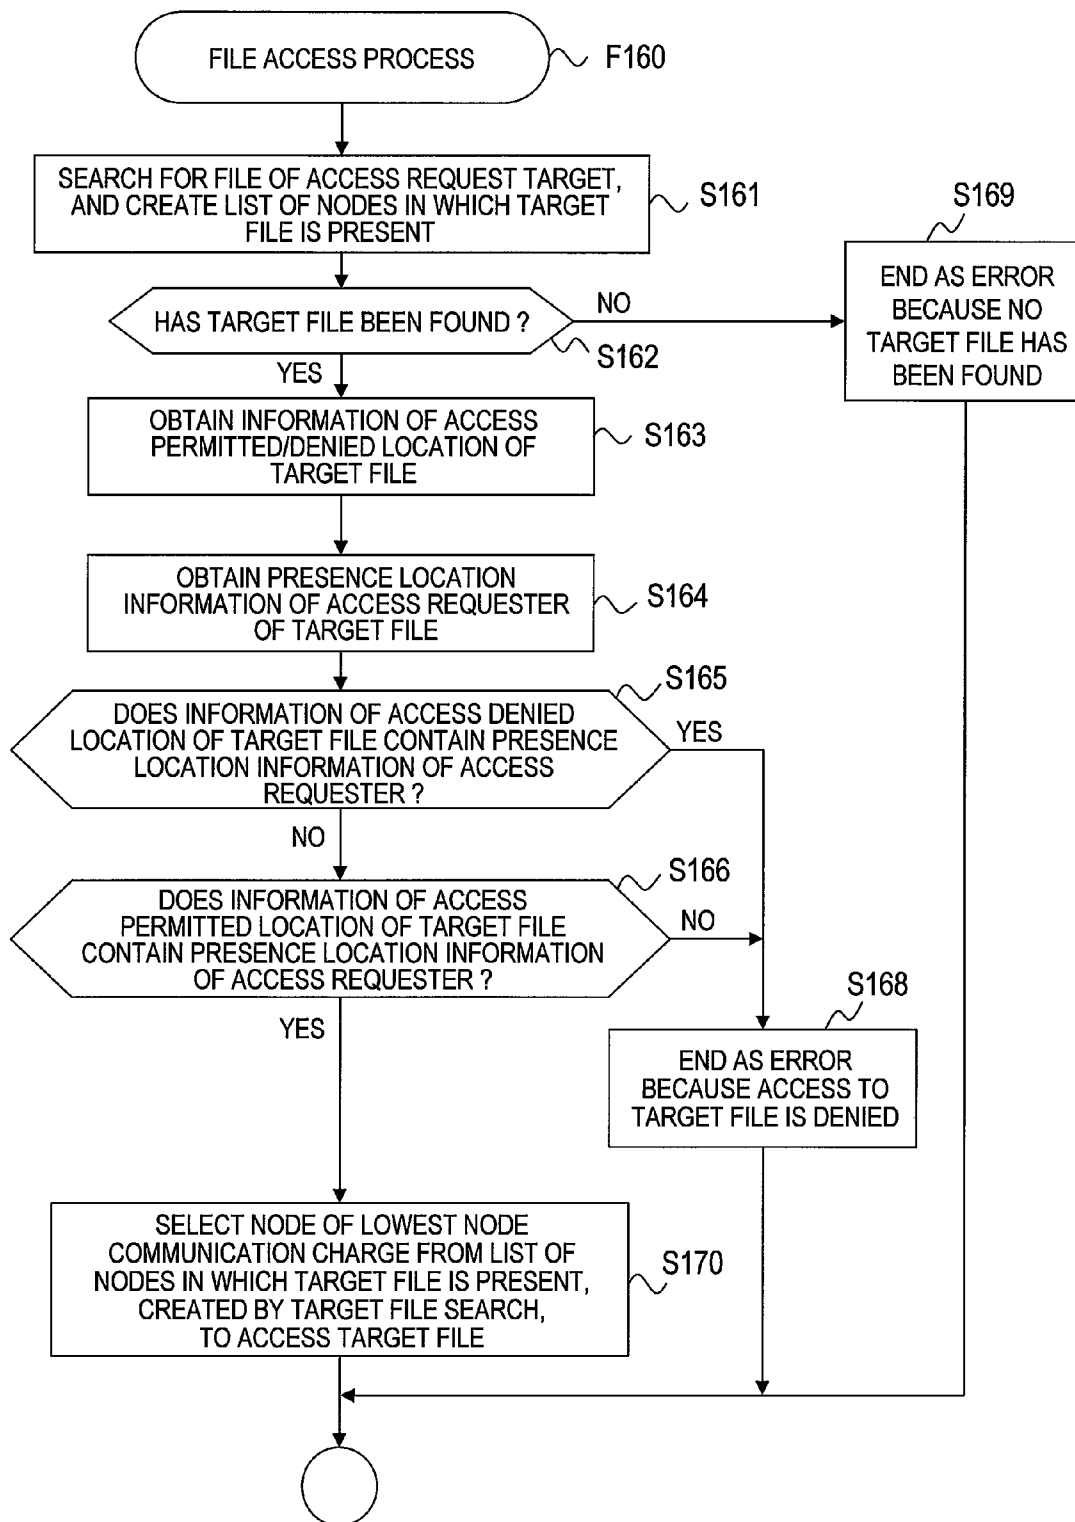 FILE ACCESS PROCESS
F160
SEARCH FOR FILE OF ACCESS REQUEST TARGET,
AND CREATE LIST OF NODES IN WHICH TARGET
FILE IS PRESENT
S161
S169
END AS ERROR
BECAUSE NO
TARGET FILE HAS
BEEN FOUND
HAS TARGET FILE BEEN FOUND ?
NO
S162
YES
OBTAIN INFORMATION OF ACCESS
PERMITTED/DENIED LOCATION OF
TARGET FILE
S163
OBTAIN PRESENCE LOCATION
INFORMATION OF ACCESS REQUESTER
OF TARGET FILE
S164
S165
DOES INFORMATION OF ACCESS DENIED
LOCATION OF TARGET FILE CONTAIN PRESENCE
LOCATION INFORMATION OF ACCESS
REQUESTER ?
YES
NO
S166
DOES INFORMATION OF ACCESS
PERMITTED LOCATION OF TARGET FILE
CONTAIN PRESENCE LOCATION INFORMATION
OF ACCESS REQUESTER ?
NO
YES
S168
END AS ERROR
BECAUSE ACCESS TO
TARGET FILE IS DENIED
SELECT NODE OF LOWEST NODE
COMMUNICATION CHARGE FROM LIST OF
NODES IN WHICH TARGET FILE IS PRESENT,
CREATED BY TARGET FILE SEARCH,
TO ACCESS TARGET FILE
S170